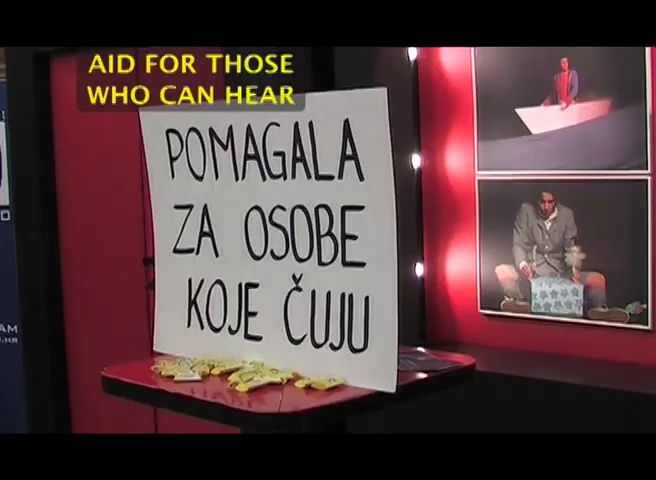 AID FOR THOSE
WHO CAN HEAR
POMAGALA
ZA OSOBE
KOJE ČUJU